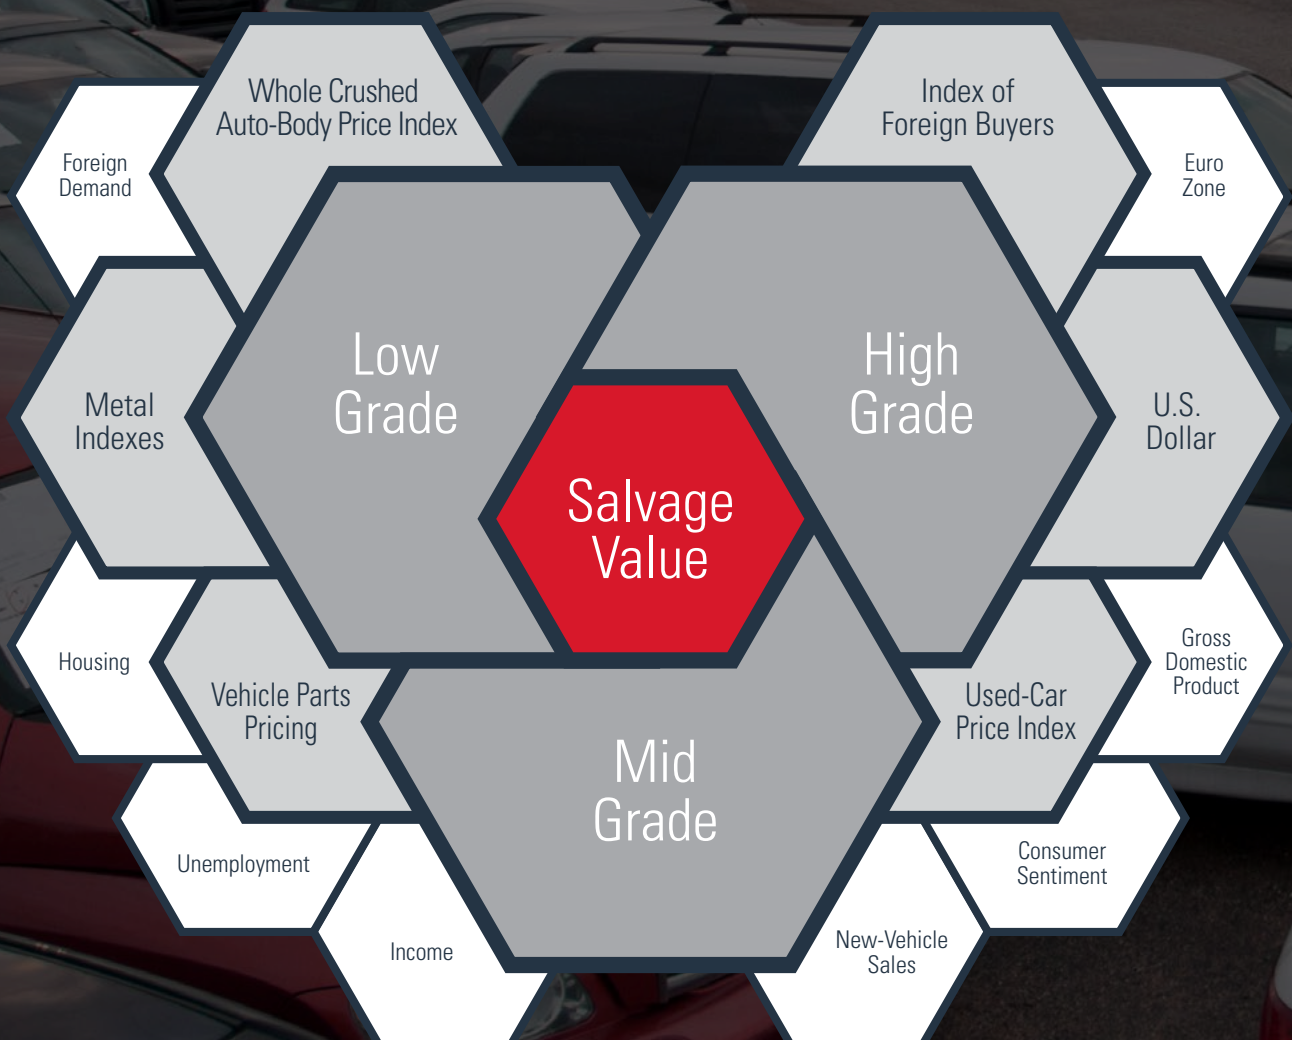 Whole Crushed
Auto-Body Price Index
Index of
Foreign Buyers
Foreign
Demand
Euro
Zone
Low
Grade
High
Grade
Metal
Indexes
U.S.
Dollar
Salvage
Value
Housing
Gross
Domestic
Product
Vehicle Parts
Pricing
Used-Car
Price Index
Mid
Grade
Unemployment
Consumer
Sentiment
Income
New-Vehicle
Sales